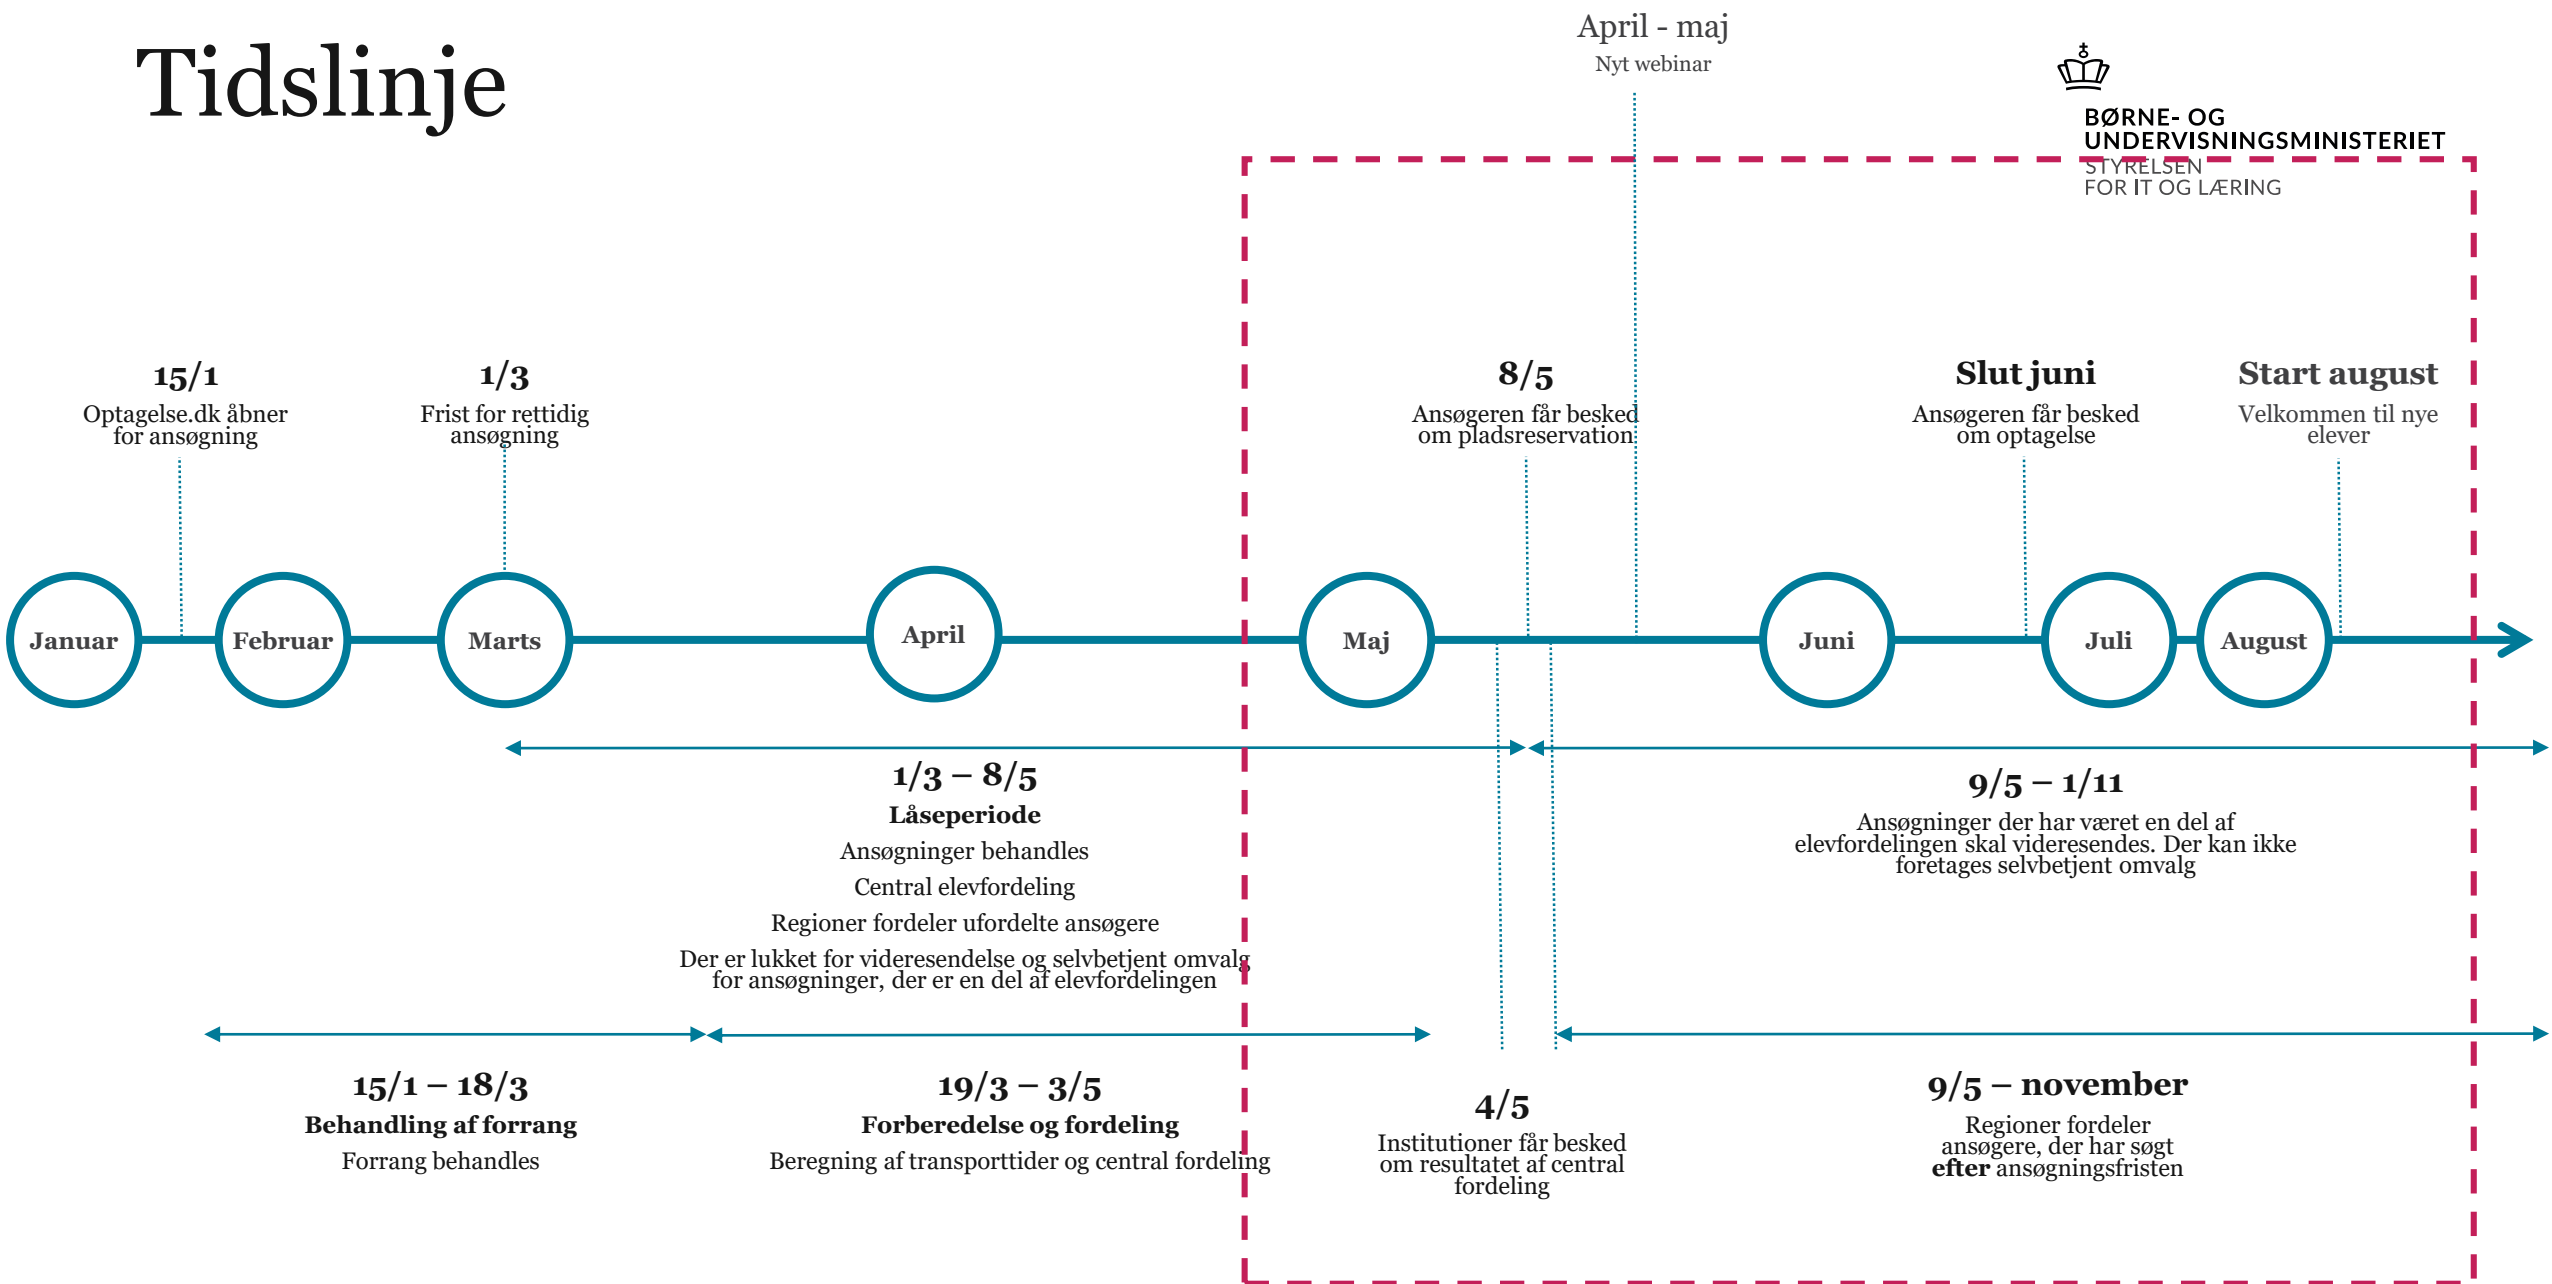 Tidslinje
April - maj
Nyt webinar
BØRNE- OG
UNDERVISNINGSMINISTERIET
STYRELSEN
FOR IT OG LÆRING
15/1
Optagelse.dk åbner
for ansøgning
1/3
Frist for rettidig
ansøgning
8/5
Ansøgeren får besked
om pladsreservation
Slut juni
Ansøgeren får besked
om optagelse
Start august
Velkommen til nye
elever
Januar
Februar
Marts
April
Maj
Juni
Juli
August
1/3 – 8/5
Låseperiode
Ansøgninger behandles
Central elevfordeling
Regioner fordeler ufordelte ansøgere
Der er lukket for videresendelse og selvbetjent omvalg
for ansøgninger, der er en del af elevfordelingen
9/5 – 1/11
Ansøgninger der har været en del af
elevfordelingen skal videresendes. Der kan ikke
foretages selvbetjent omvalg
15/1 – 18/3
Behandling af forrang
Forrang behandles
19/3 – 3/5
Forberedelse og fordeling
Beregning af transporttider og central fordeling
4/5
Institutioner får besked
om resultatet af central
fordeling
9/5 – november
Regioner fordeler
ansøgere, der har søgt
efter ansøgningsfristen